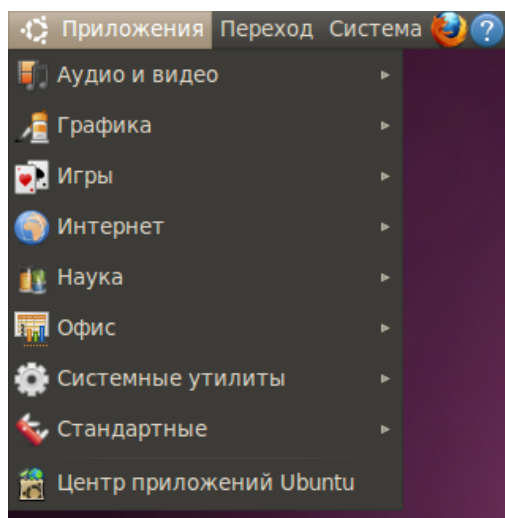 Приложения Переход Система
Аудио и видео
Графика
Игры
Интернет
Наука
Офис
Системные утилиты
Стандартные
Центр приложений Ubuntu